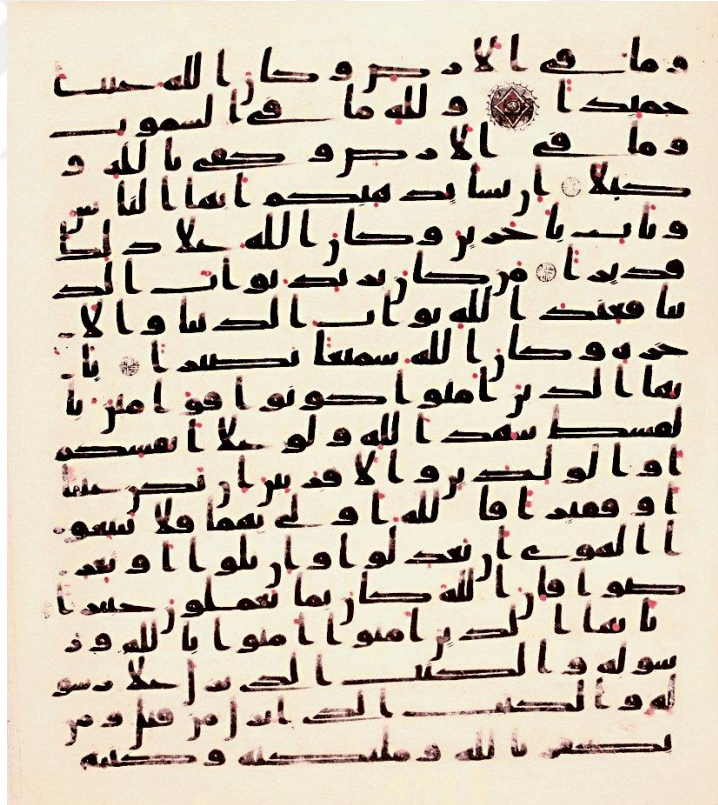 وما في الارض وكان الله غنيا
حميدا ولله ما في السموت
وما في الارض وكفى بالله و
كيلا ان يشا يذهبكم ايها الناس
ويات باخرين وكان الله على ذلك
قديرا من كان يريد ثواب الد
نيا فعند الله ثواب الدنيا والا
خره وكان الله سميعا بصيرا يا
يها الذين امنوا كونوا قوامين با
لقسط شهدا لله ولو على انفسكم
او الولدين والاقربين ان يكن غنيا
او فقيرا فالله اولى بهما فلا تتبعو
ا الهوى ان تعدلوا وان تلوا او تعر
ضوا فان الله كان بما تعملون خبيرا
يايها الذين امنوا امنوا بالله ور
سوله والكتب الذي نزل على رسو
له والكتب الذي انزل من قبل ومن
يكفر بالله وملئكته وكتبه